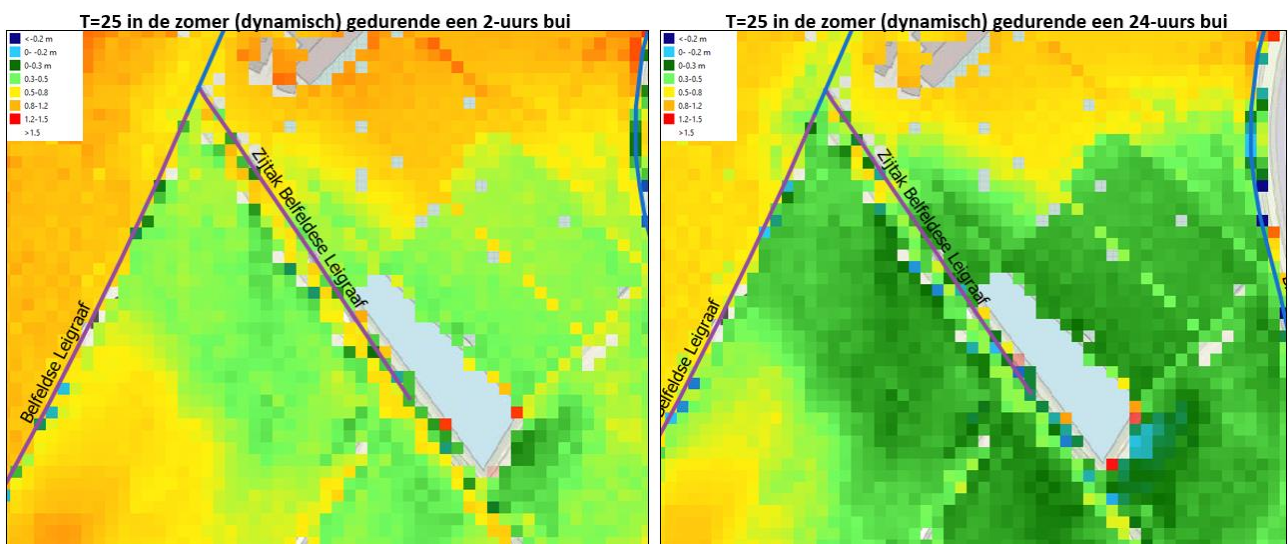 T=25 in de zomer (dynamisch) gedurende een 2-uurs bui
<-0.2 m
0- -0.2 m
0-0.3 m
0.3-0.5
0.5-0.8
0.8-1.2
1.2-1.5
>1.5
Zijtak Belfeldese Leigraaf
Belfeldse Leigraaf
T=25 in de zomer (dynamisch) gedurende een 24-uurs bui
<-0.2 m
0- -0.2 m
0-0.3 m
0.3-0.5
0.5-0.8
0.8-1.2
1.2-1.5
>1.5
Zijtak Belfeldese Leigraaf
Belfeldse Leigraaf